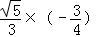 √5/3 × (−3/4)